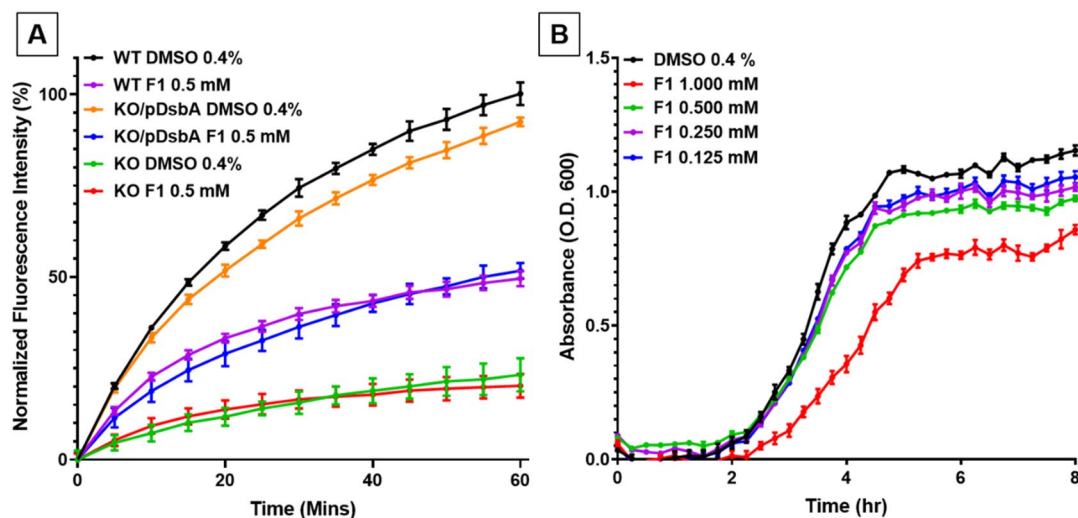 A
WT DMSO 0.4%
WT F1 0.5 mM
KO/pDsbA DMSO 0.4%
KO/pDsbA F1 0.5 mM
KO DMSO 0.4%
KO F1 0.5 mM
Normalized Fluorescence Intensity (%)
100
50
0
0
20
40
60
Time (Mins)
B
DMSO 0.4 %
F1 1.000 mM
F1 0.500 mM
F1 0.250 mM
F1 0.125 mM
Absorbance (O.D. 600)
1.5
1.0
0.5
0.0
0
2
4
6
8
Time (hr)